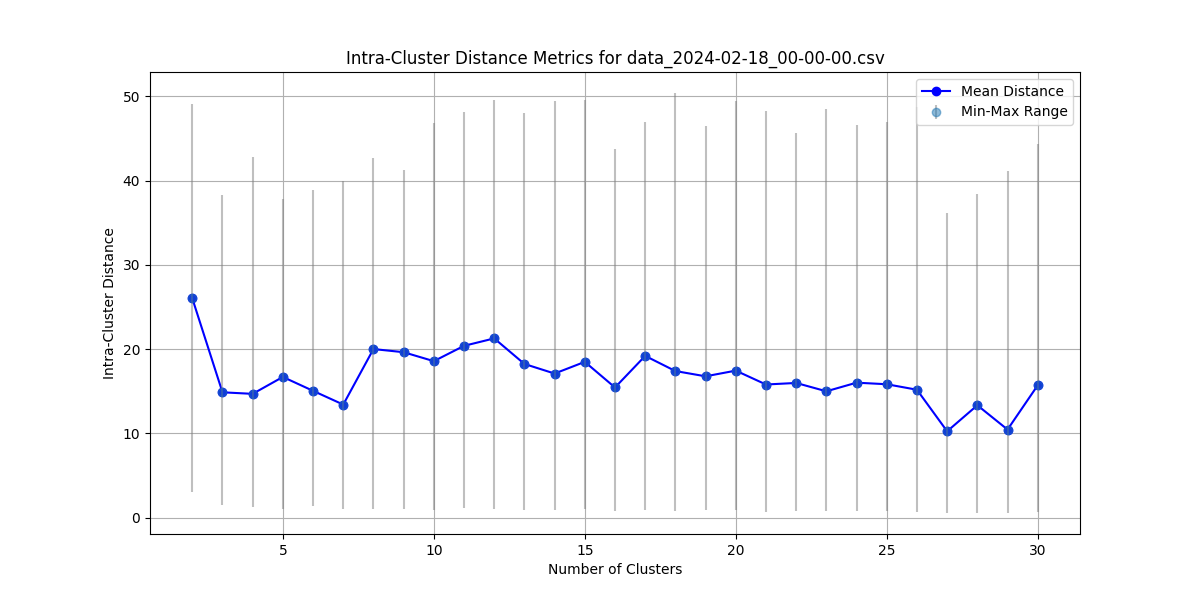 Intra-Cluster Distance Metrics for data_2024-02-18_00-00-00.csv
Mean Distance
Min-Max Range
50
40
30
20
10
0
Intra-Cluster Distance
5 10 15 20 25 30
Number of Clusters